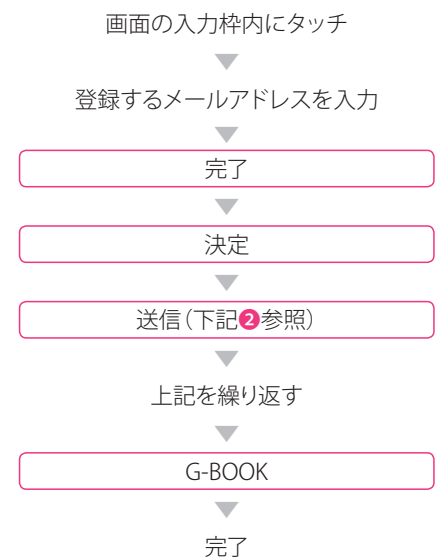 画面の入力枠内にタッチ
登録するメールアドレスを入力
完了
決定
送信（下記❷参照）
上記を繰り返す
G-BOOK
完了